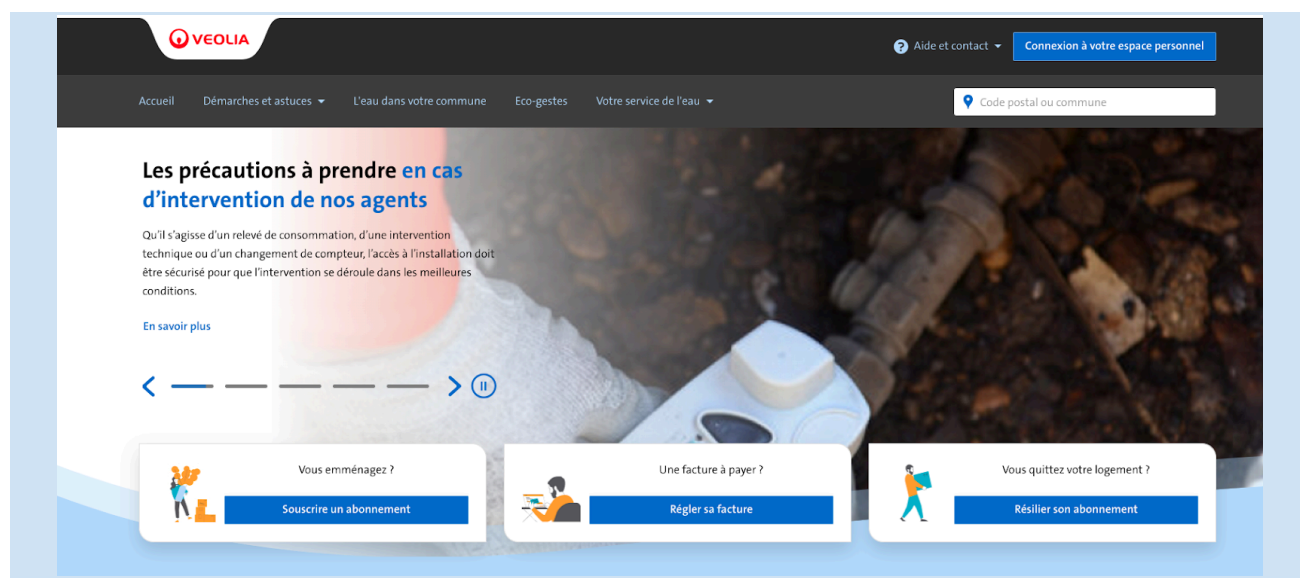 VEOLIA
Aide et contact
Connexion à votre espace personnel
Accueil
Démarches et astuces
L'eau dans votre commune
Eco-gestes
Votre service de l'eau
Code postal ou commune
Les précautions à prendre en cas
d’intervention de nos agents
Qu’il s’agisse d’un relevé de consommation, d’une intervention
technique ou d’un changement de compteur, l’accès à l’installation doit
être sécurisé pour que l’intervention se déroule dans les meilleures
conditions.
En savoir plus
Vous emménagez ?
Souscrire un abonnement
Une facture à payer ?
Régler sa facture
Vous quittez votre logement ?
Résilier son abonnement